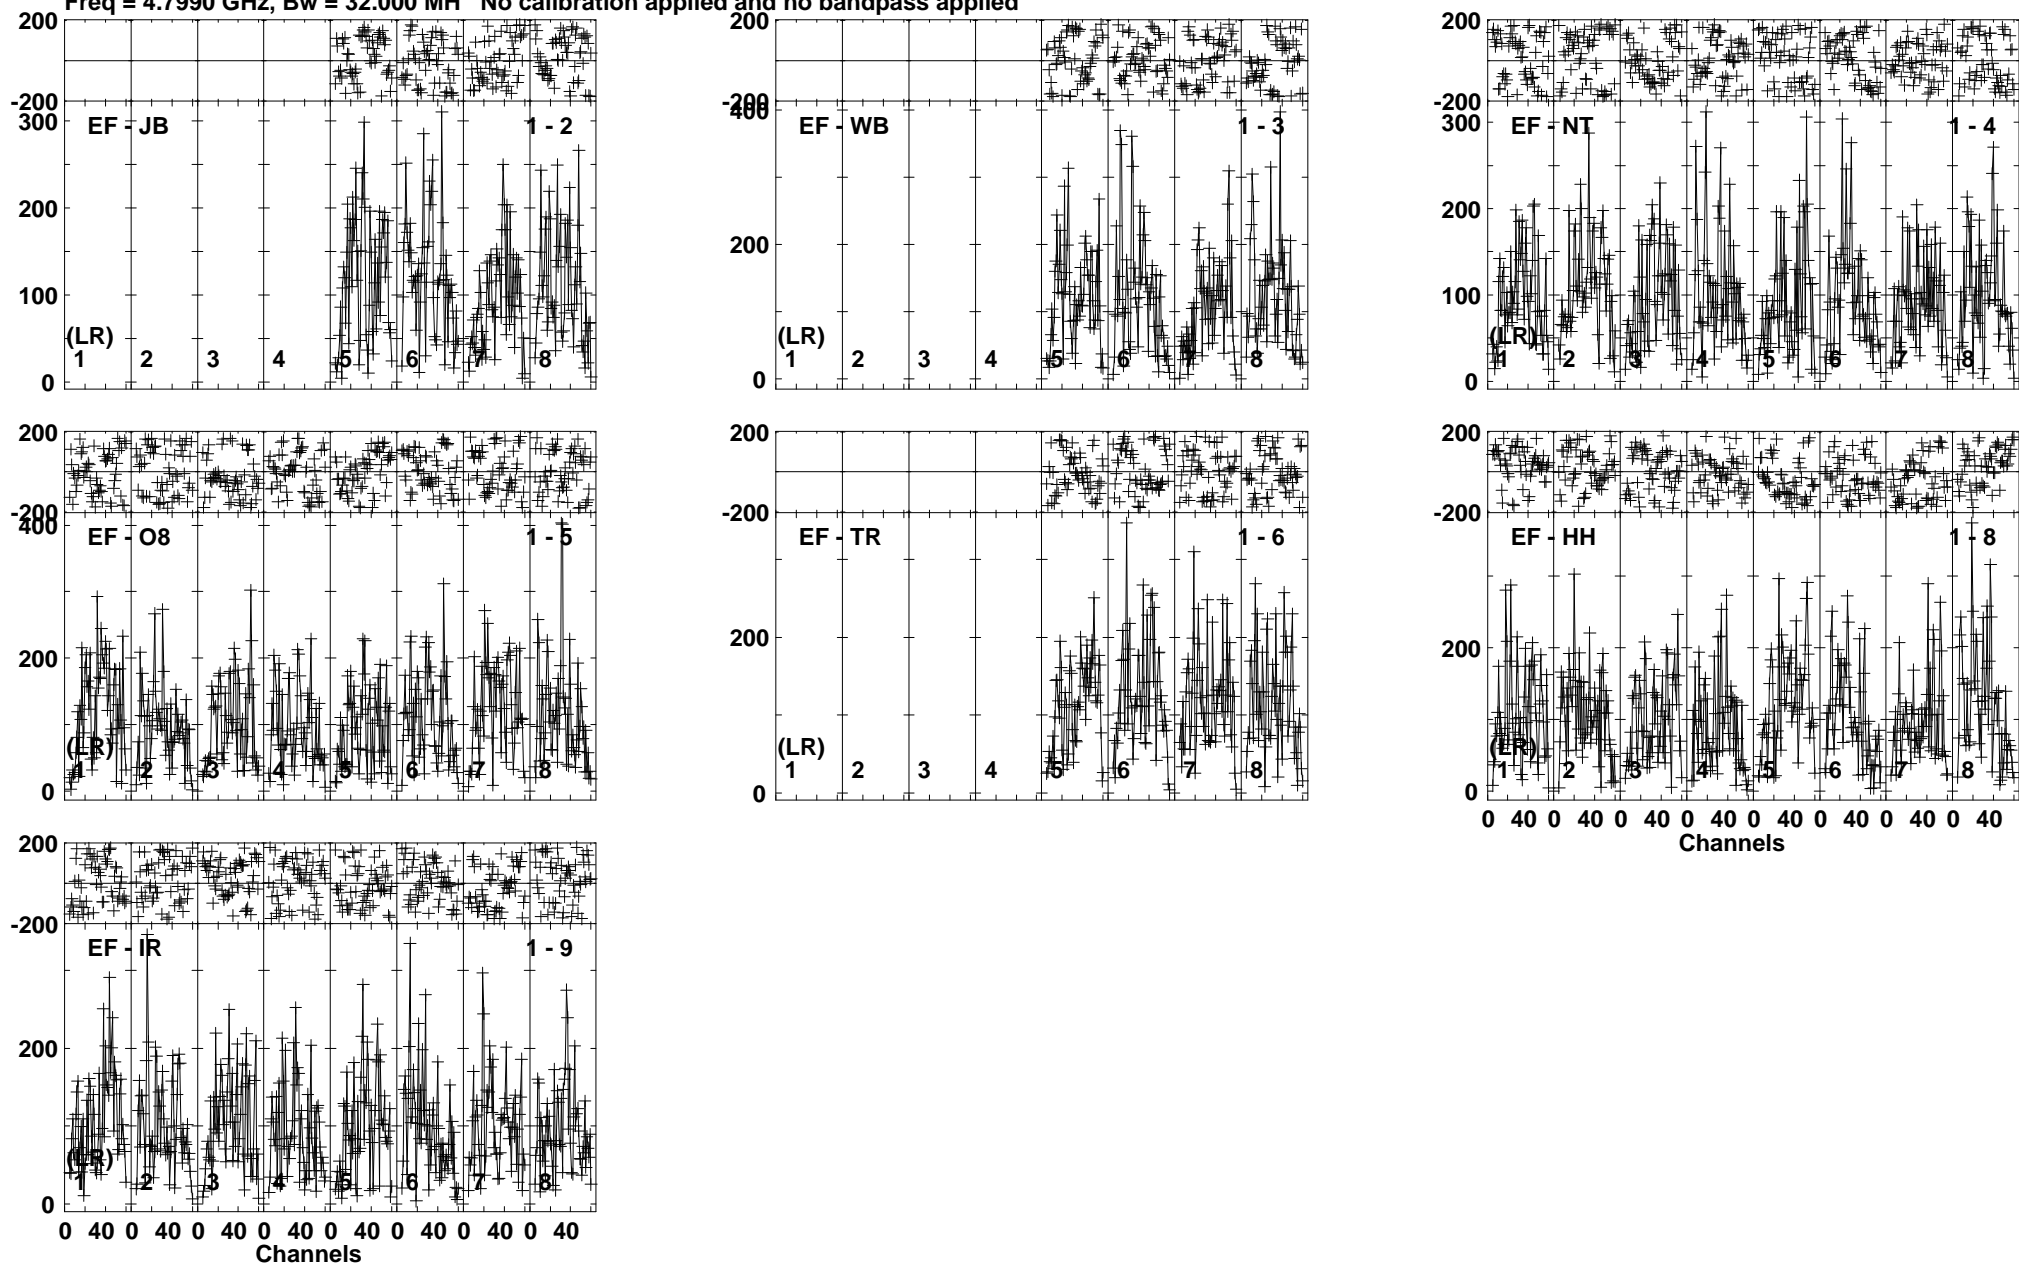 Freq = 4.7990 GHz, Bw = 32.000 MH No calibration applied and no bandpass applied
200
-200
300
200
100
0
EF - JB
1 - 2
(LR)
1 2 3 4 5 6 7 8
200
-200
400
200
0
EF - WB
1 - 3
(LR)
1 2 3 4 5 6 7 8
200
-200
300
200
100
0
EF - NT
1 - 4
(LR)
1 2 3 4 5 6 7 8
200
-200
400
200
0
EF - O8
1 - 5
(LR)
1 2 3 4 5 6 7 8
200
-200
200
0
EF - TR
1 - 6
(LR)
1 2 3 4 5 6 7 8
200
-200
200
0
EF - HH
1 - 8
(LR)
1 2 3 4 5 6 7 8
0 40 0 40 0 40 0 40 0 40 0 40 0 40 0 40
Channels
200
-200
200
0
EF - IR
1 - 9
(LR)
1 2 3 4 5 6 7 8
0 40 0 40 0 40 0 40 0 40 0 40 0 40 0 40
Channels